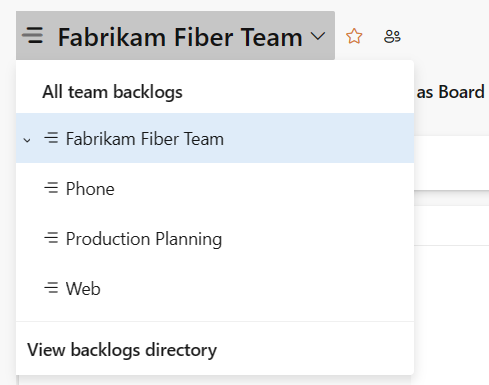 Fabrikam Fiber Team
All team backlogs
as Board
Fabrikam Fiber Team
Phone
Production Planning
Web
View backlogs directory